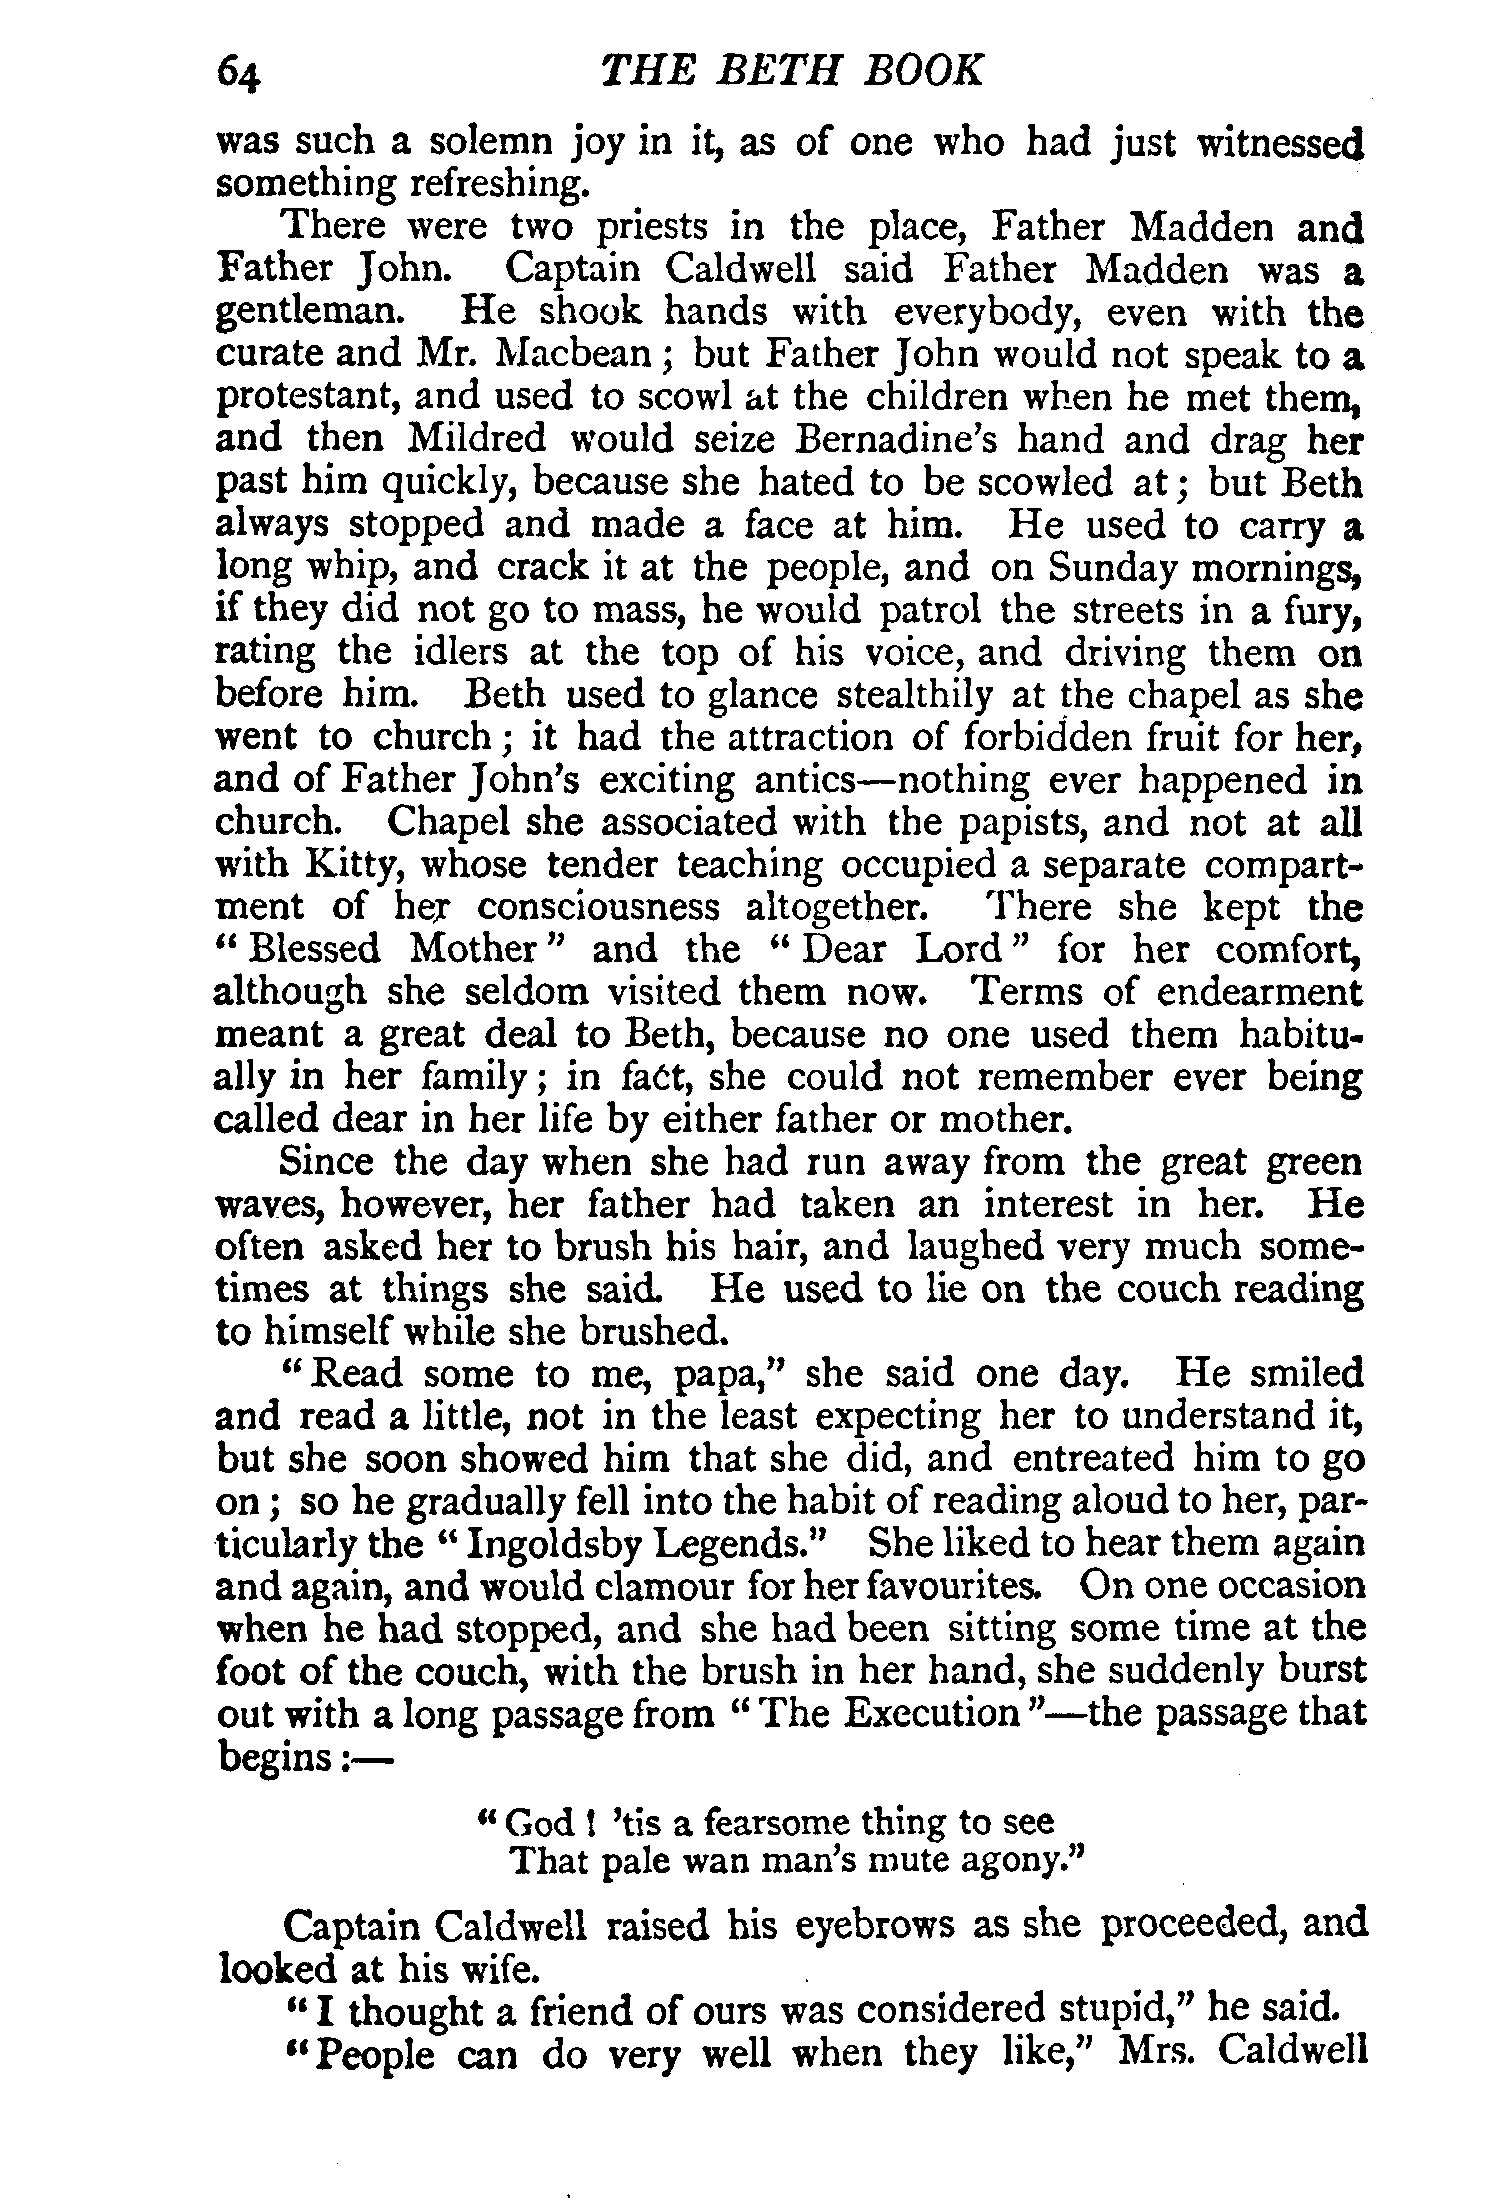 64 THE BETH BOOK
was such a solemn joy in it, as of one who had just witnessed
something refreshing.
There were two priests in the place, Father Madden and
Father John. Captain Caldwell said Father Madden was a
gentleman. He shook hands with everybody, even with the
curate and Mr. Macbean ; but Father John would not speak to a
protestant, and used to scowl at the children when he met them,
and then Mildred would seize Bernadine's hand and drag her
past him quickly, because she hated to be scowled at ; but Beth
always stopped and made a face at him. He used to carry a
long whip, and crack it at the people, and on Sunday mornings,
if they did not go to mass, he would patrol the streets in a fury,
rating the idlers at the top of his voice, and driving them on
before him. Beth used to glance stealthily at the chapel as she
went to church ; it had the attraction of forbidden fruit for her,
and of Father John's exciting antics—nothing ever happened in
church. Chapel she associated with the papists, and not at all
with Kitty, whose tender teaching occupied a separate compart-
ment of her consciousness altogether. There she kept the
" Blessed Mother" and the " Dear Lord" for her comfort,
although she seldom visited them now. Terms of endearment
meant a great deal to Beth, because no one used them habitu-
ally in her family ; in fact, she could not remember ever being
called dear in her life by either father or mother.
Since the day when she had run away from the great green
waves, however, her father had taken an interest in her. He
often asked her to brush his hair, and laughed very much some-
times at things she said. He used to lie on the couch reading
to himself while she brushed.
" Read some to me, papa," she said one day. He smiled
and read a little, not in the least expecting her to understand it,
but she soon showed him that she did, and entreated him to go
on ; so he gradually fell into the habit of reading aloud to her, par-
ticularly the " Ingoldsby Legends." She liked to hear them again
and again, and would clamour for her favourites. On one occasion
when he had stopped, and she had been sitting some time at the
foot of the couch, with the brush in her hand, she suddenly burst
out with a long passage from " The Execution"—the passage that
begins :—
" God ! 'tis a fearsome thing to see
That pale wan man's mute agony."
Captain Caldwell raised his eyebrows as she proceeded, and
looked at his wife.
" I thought a friend of ours was considered stupid," he said.
" People can do very well when they like," Mrs. Caldwell